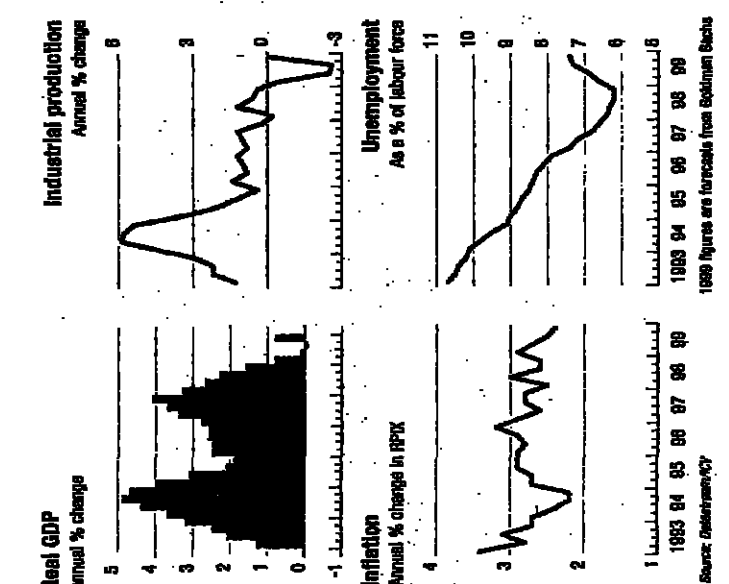 Real GDP
Annual % change
5
4
3
2
1
0
-1
Industrial production
Annual % change
6
3
0
-3
Inflation
Annual % change in RPIX
4
3
2
1
1993 94 95 96 97 98 99
Source: Datastream/ICV
Unemployment
As a % of labour force
11
10
9
8
7
6
1993 94 95 96 97 98 99
1999 figures are forecasts from Goldman Sachs